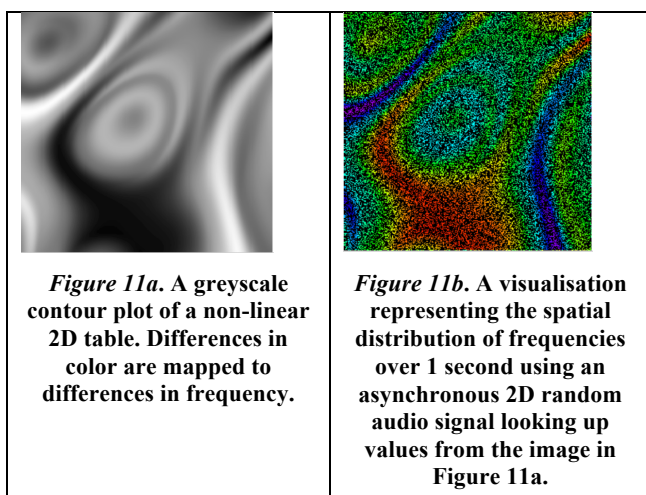 Figure 11a. A greyscale
contour plot of a non-linear
2D table. Differences in
color are mapped to
differences in frequency.
Figure 11b. A visualisation
representing the spatial
distribution of frequencies
over 1 second using an
asynchronous 2D random
audio signal looking up
values from the image in
Figure 11a.